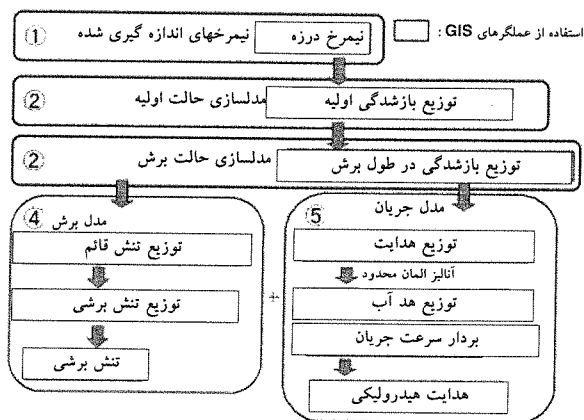 استفاده از عملگرهای GIS :
① نیمرخ درزه نیمرخهای اندازه گیری شده
② توزیع بازشدگی اولیه مدلسازی حالت اولیه
② توزیع بازشدگی در طول برش مدلسازی حالت برش
④ مدل برش
توزیع تنش قائم
توزیع تنش برشی
تنش برشی
+
⑤ مدل جریان
توزیع هدایت
آنالیز المان محدود
توزیع هد آب
بردار سرعت جریان
هدایت هیدرولیکی